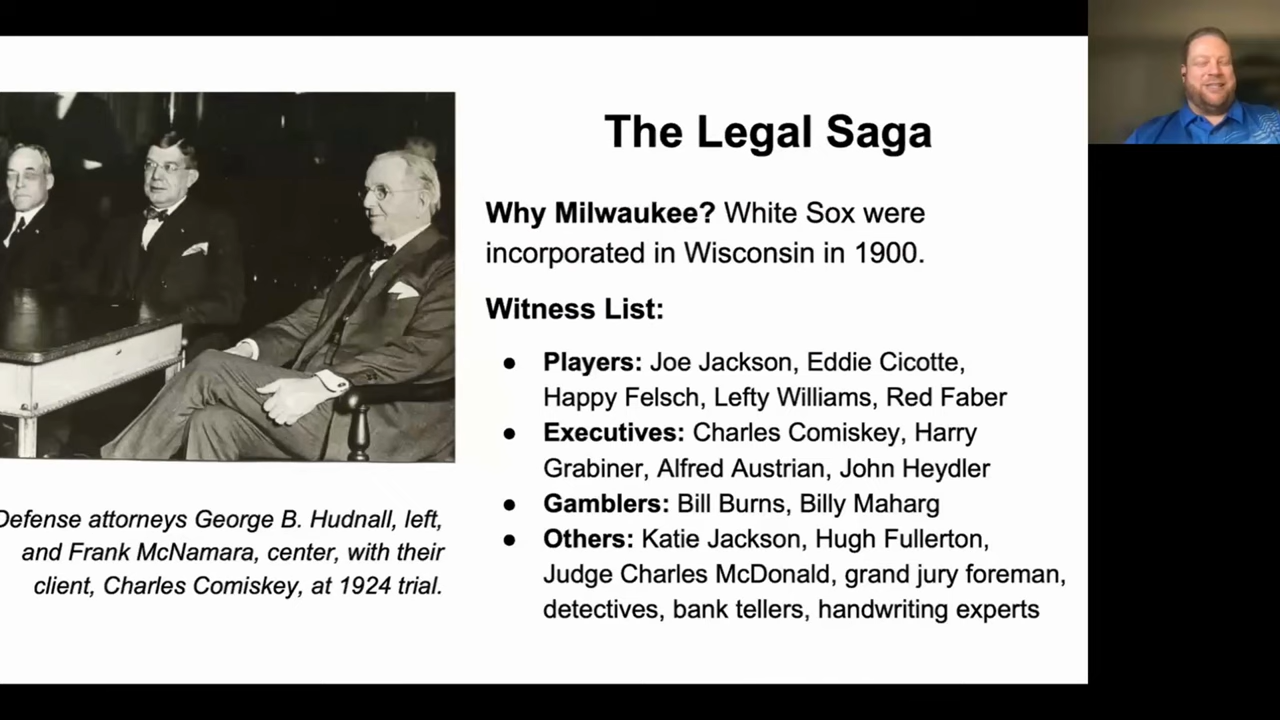 The Legal Saga
Why Milwaukee? White Sox were
incorporated in Wisconsin in 1900.
Witness List:
● Players: Joe Jackson, Eddie Cicotte,
Happy Felsch, Lefty Williams, Red Faber
● Executives: Charles Comiskey, Harry
Grabiner, Alfred Austrian, John Heydler
● Gamblers: Bill Burns, Billy Maharg
● Others: Katie Jackson, Hugh Fullerton,
Judge Charles McDonald, grand jury foreman,
detectives, bank tellers, handwriting experts
Defense attorneys George B. Hudnall, left,
and Frank McNamara, center, with their
client, Charles Comiskey, at 1924 trial.